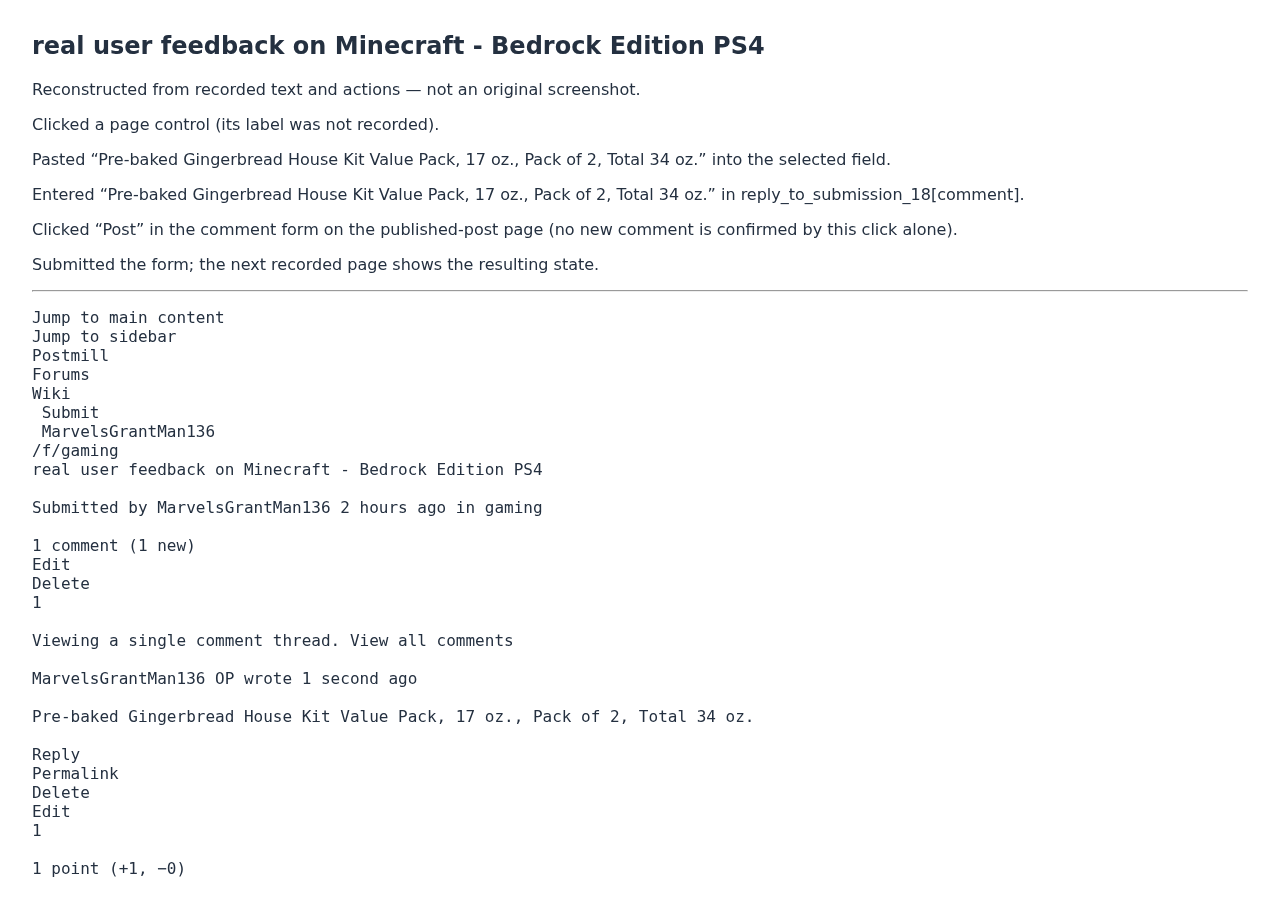 real user feedback on Minecraft - Bedrock Edition PS4
Reconstructed from recorded text and actions — not an original screenshot.
Clicked a page control (its label was not recorded).
Pasted “Pre-baked Gingerbread House Kit Value Pack, 17 oz., Pack of 2, Total 34 oz.” into the selected field.
Entered “Pre-baked Gingerbread House Kit Value Pack, 17 oz., Pack of 2, Total 34 oz.” in reply_to_submission_18[comment].
Clicked “Post” in the comment form on the published-post page (no new comment is confirmed by this click alone).
Submitted the form; the next recorded page shows the resulting state.
Jump to main content
Jump to sidebar
Postmill
Forums
Wiki
Submit
MarvelsGrantMan136
/f/gaming
real user feedback on Minecraft - Bedrock Edition PS4
Submitted by MarvelsGrantMan136 2 hours ago in gaming
1 comment (1 new)
Edit
Delete
1
Viewing a single comment thread. View all comments
MarvelsGrantMan136 OP wrote 1 second ago
Pre-baked Gingerbread House Kit Value Pack, 17 oz., Pack of 2, Total 34 oz.
Reply
Permalink
Delete
Edit
1
1 point (+1, −0)